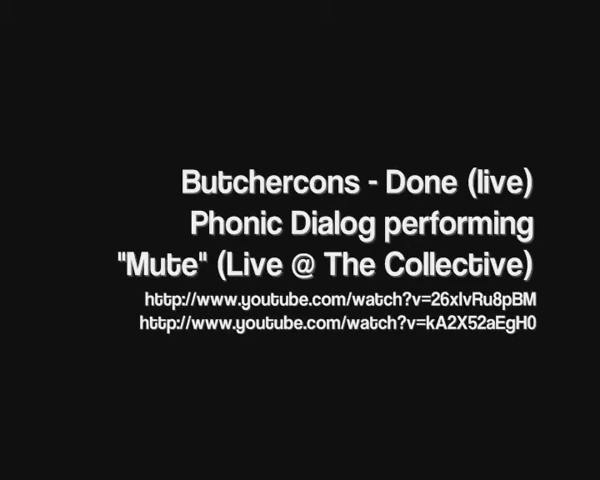 Butchercons - Done (live)
Phonic Dialog performing
"Mute" (Live @ The Collective)
http://www.youtube.com/watch?v=26xlvRu8pBM
http://www.youtube.com/watch?v=kA2X52aEgH0